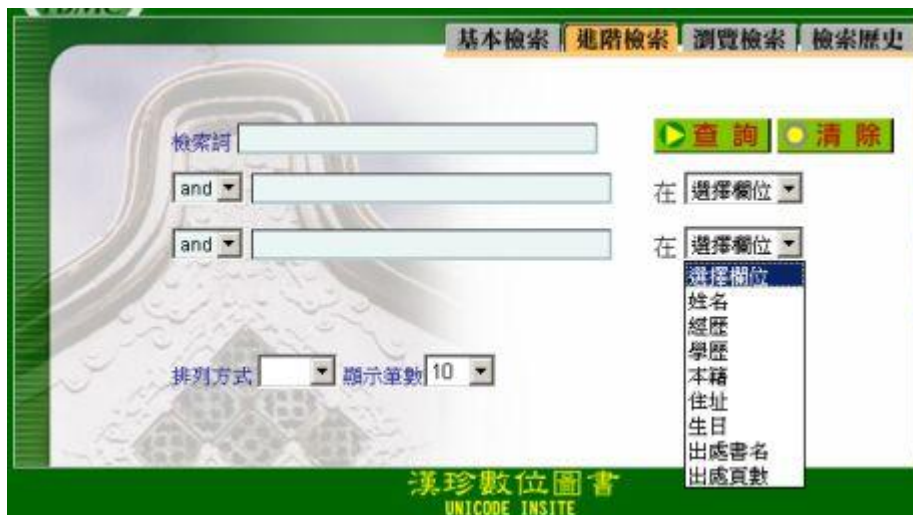 基本檢索 進階檢索 瀏覽檢索 檢索歷史
檢索詞 查詢 清除
and 在 選擇欄位
and 在 選擇欄位
選擇欄位
姓名
經歷
學歷
本籍
住址
生日
出處書名
出處頁數
排列方式 顯示筆數 10
漢珍數位圖書
UNICODE INSITE